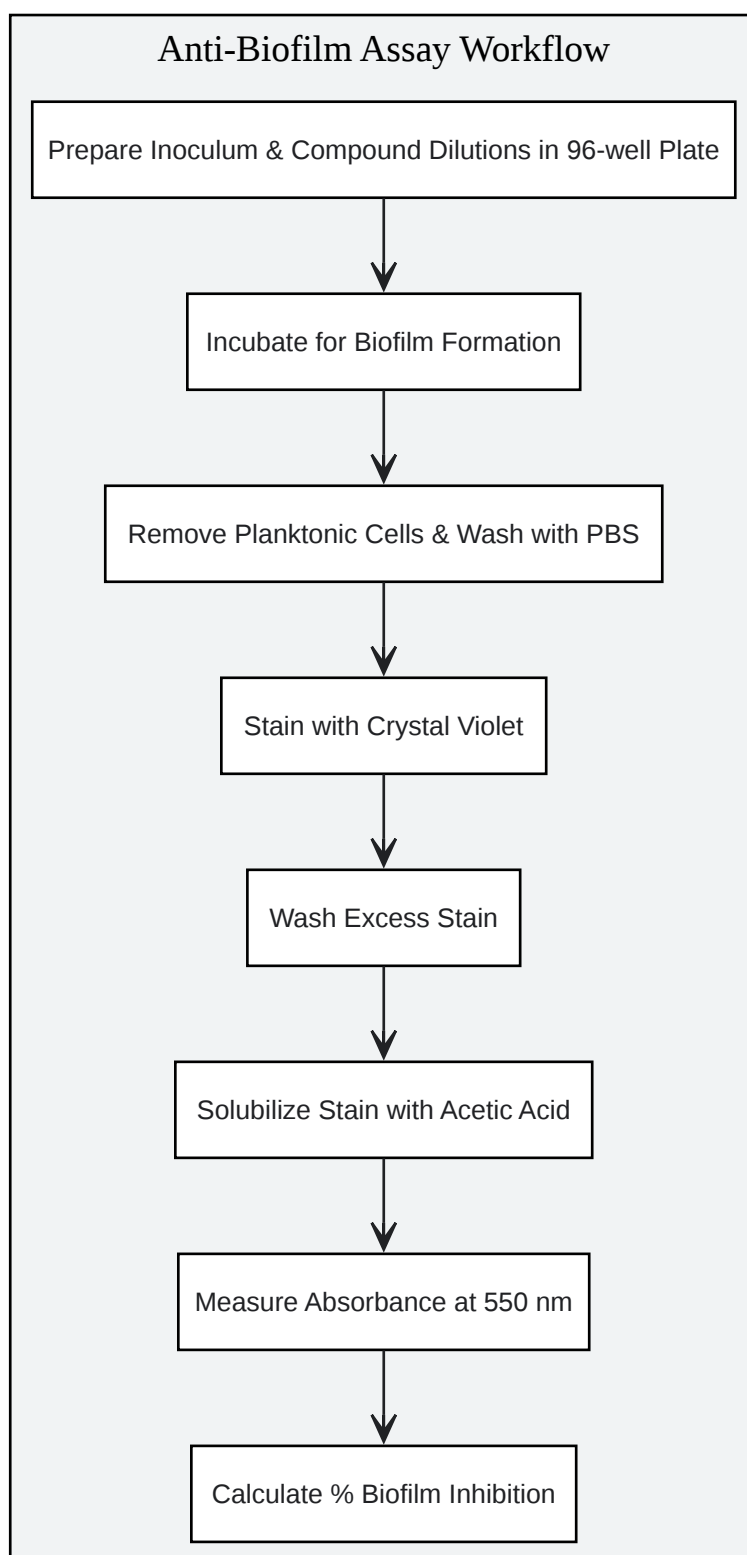 Anti-Biofilm Assay Workflow
Prepare Inoculum & Compound Dilutions in 96-well Plate
Incubate for Biofilm Formation
Remove Planktonic Cells & Wash with PBS
Stain with Crystal Violet
Wash Excess Stain
Solubilize Stain with Acetic Acid
Measure Absorbance at 550 nm
Calculate % Biofilm Inhibition